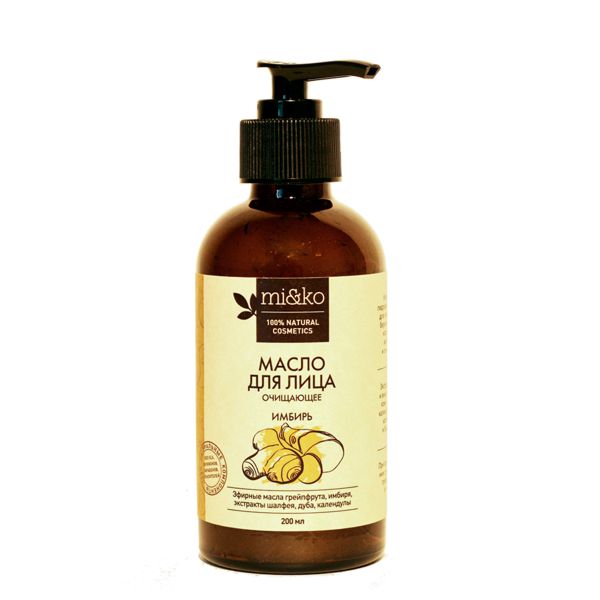 mi&ko
100% NATURAL
COSMETICS
МАСЛО
ДЛЯ ЛИЦА
ОЧИЩАЮЩЕЕ
ИМБИРЬ
Эфирные масла грейпфрута, имбиря,
экстракты шалфея, дуба, календулы
200 мл